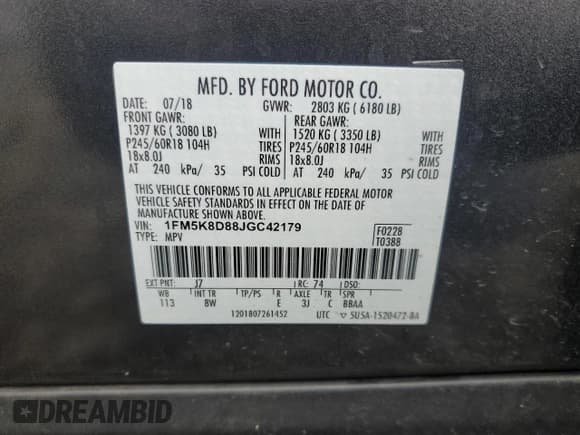 MFD. BY FORD MOTOR CO.
DATE: 07/18 GVWR: 2803 KG ( 6180 LB)
FRONT GAWR: REAR GAWR:
1397 KG ( 3080 LB) WITH 1520 KG ( 3350 LB) WITH
P245/60R18 104H TIRES P245/60R18 104H TIRES
18x8.0J RIMS 18x8.0J RIMS
AT 240 kPa/ 35 PSI COLD AT 240 kPa/ 35 PSI COLD
THIS VEHICLE CONFORMS TO ALL APPLICABLE FEDERAL MOTOR
VEHICLE SAFETY STANDARDS IN EFFECT ON THE DATE OF
MANUFACTURE SHOWN ABOVE.
VIN: 1FM5K8D88JGC42179 F0228
TYPE: MPV T0388
EXT PNT: J7 RC: 74 DSO:
WB INT TR TP/PS R AXLE TR SPR
113 BW E 3J C BBAA
1201807261452 UTC ▽ 5U5A-1520472-BA
DREAMBID